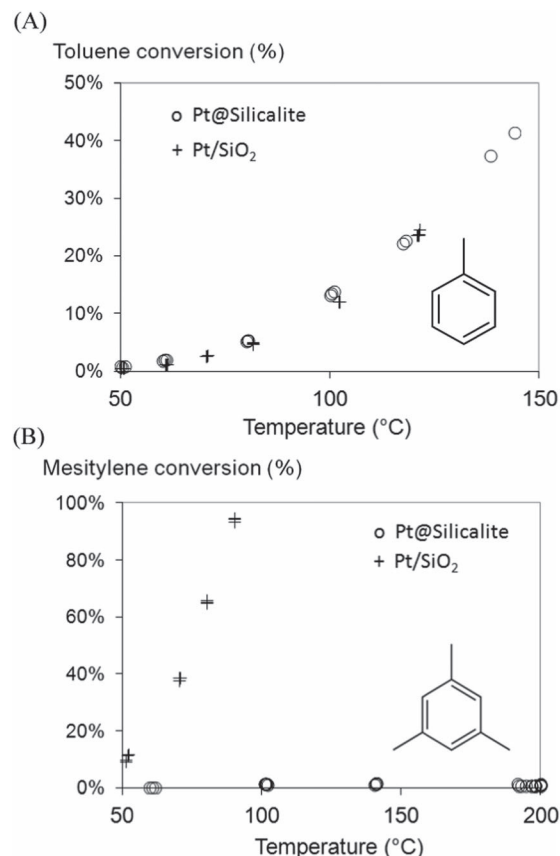 (A)
Toluene conversion (%)
50%
40%
30%
20%
10%
0%
Pt@Silicalite
Pt/SiO₂
50
100
150
Temperature (°C)
(B)
Mesitylene conversion (%)
100%
80%
60%
40%
20%
0%
Pt@Silicalite
Pt/SiO₂
50
100
150
200
Temperature (°C)